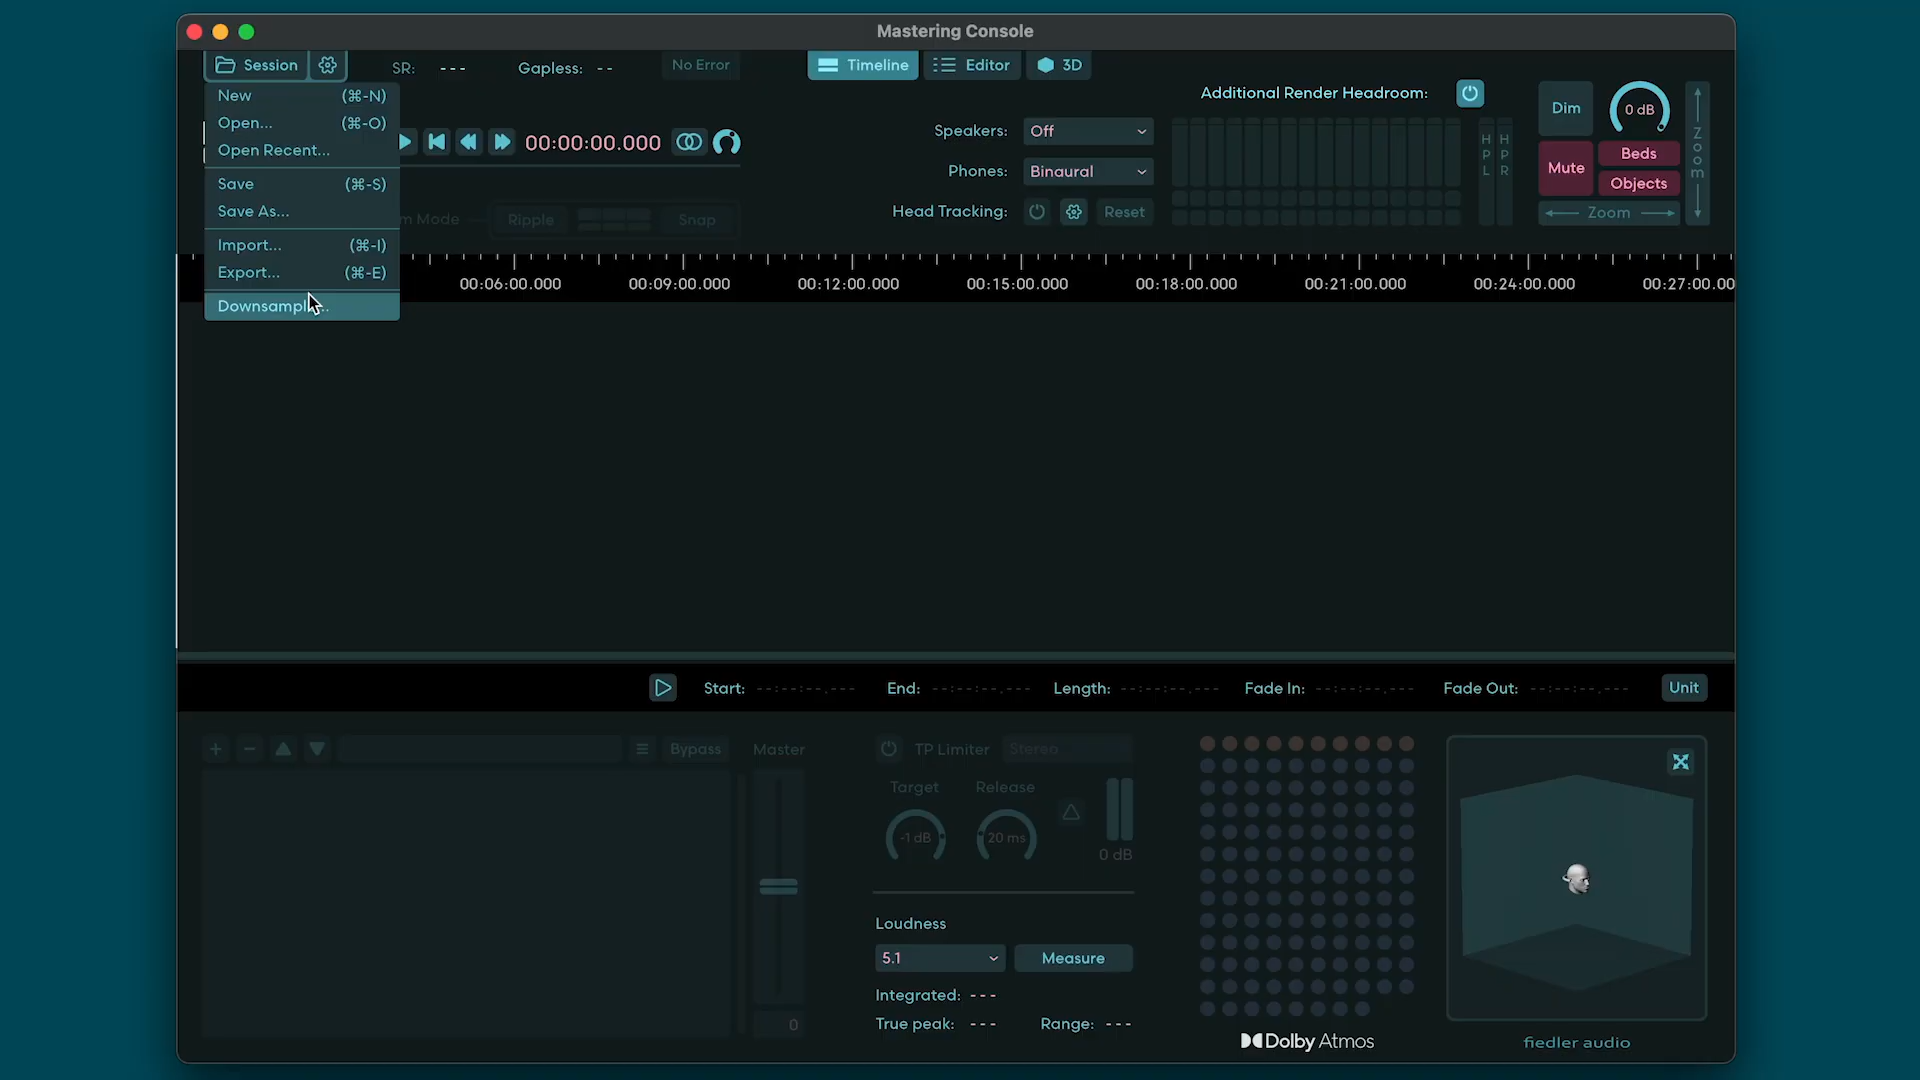 Mastering Console
Session
SR: ---
Gapless: --
No Error
Timeline
Editor
3D
New (⌘-N)
Open... (⌘-O)
Open Recent...
Save (⌘-S)
Save As...
Import... (⌘-I)
Export... (⌘-E)
00:00:00.000
Mode
Ripple
Snap
Additional Render Headroom:
Speakers: Off
Phones: Binaural
Head Tracking:
Reset
HPL
HPR
Dim
0 dB
Mute
Beds
Objects
Zoom
Zoom
00:06:00.000
00:09:00.000
00:12:00.000
00:15:00.000
00:18:00.000
00:21:00.000
00:24:00.000
00:27:00.00
Start: --:--:--.---
End: --:--:--.---
Length: --:--:--.---
Fade In: --:--:--.---
Fade Out: --:--:--.---
Unit
Bypass
Master
0
TP Limiter
Stereo
Target
Release
-1 dB
20 ms
0 dB
Loudness
5.1
Measure
Integrated: ---
True peak: ---
Range: ---
Dolby Atmos
fiedler audio